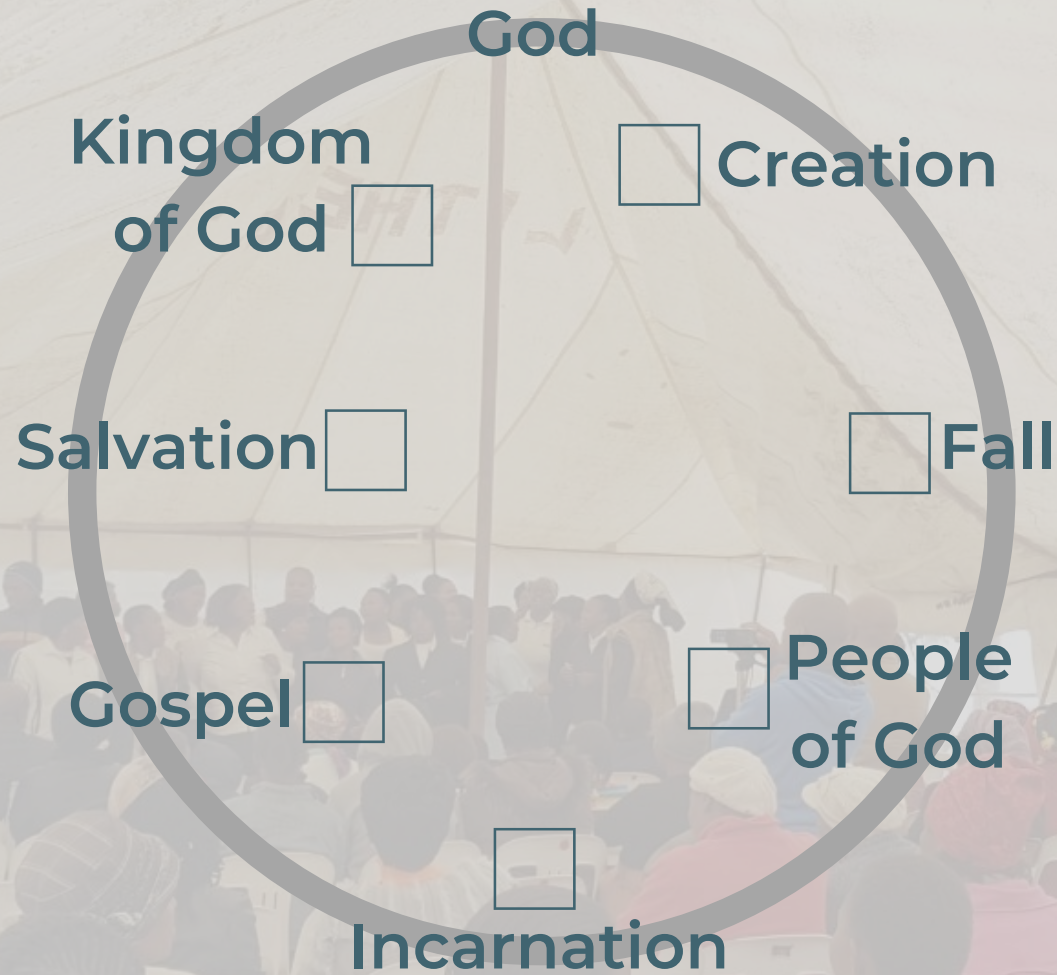 God
Kingdom
of God
Creation
Salvation
Fall
Gospel
People
of God
Incarnation